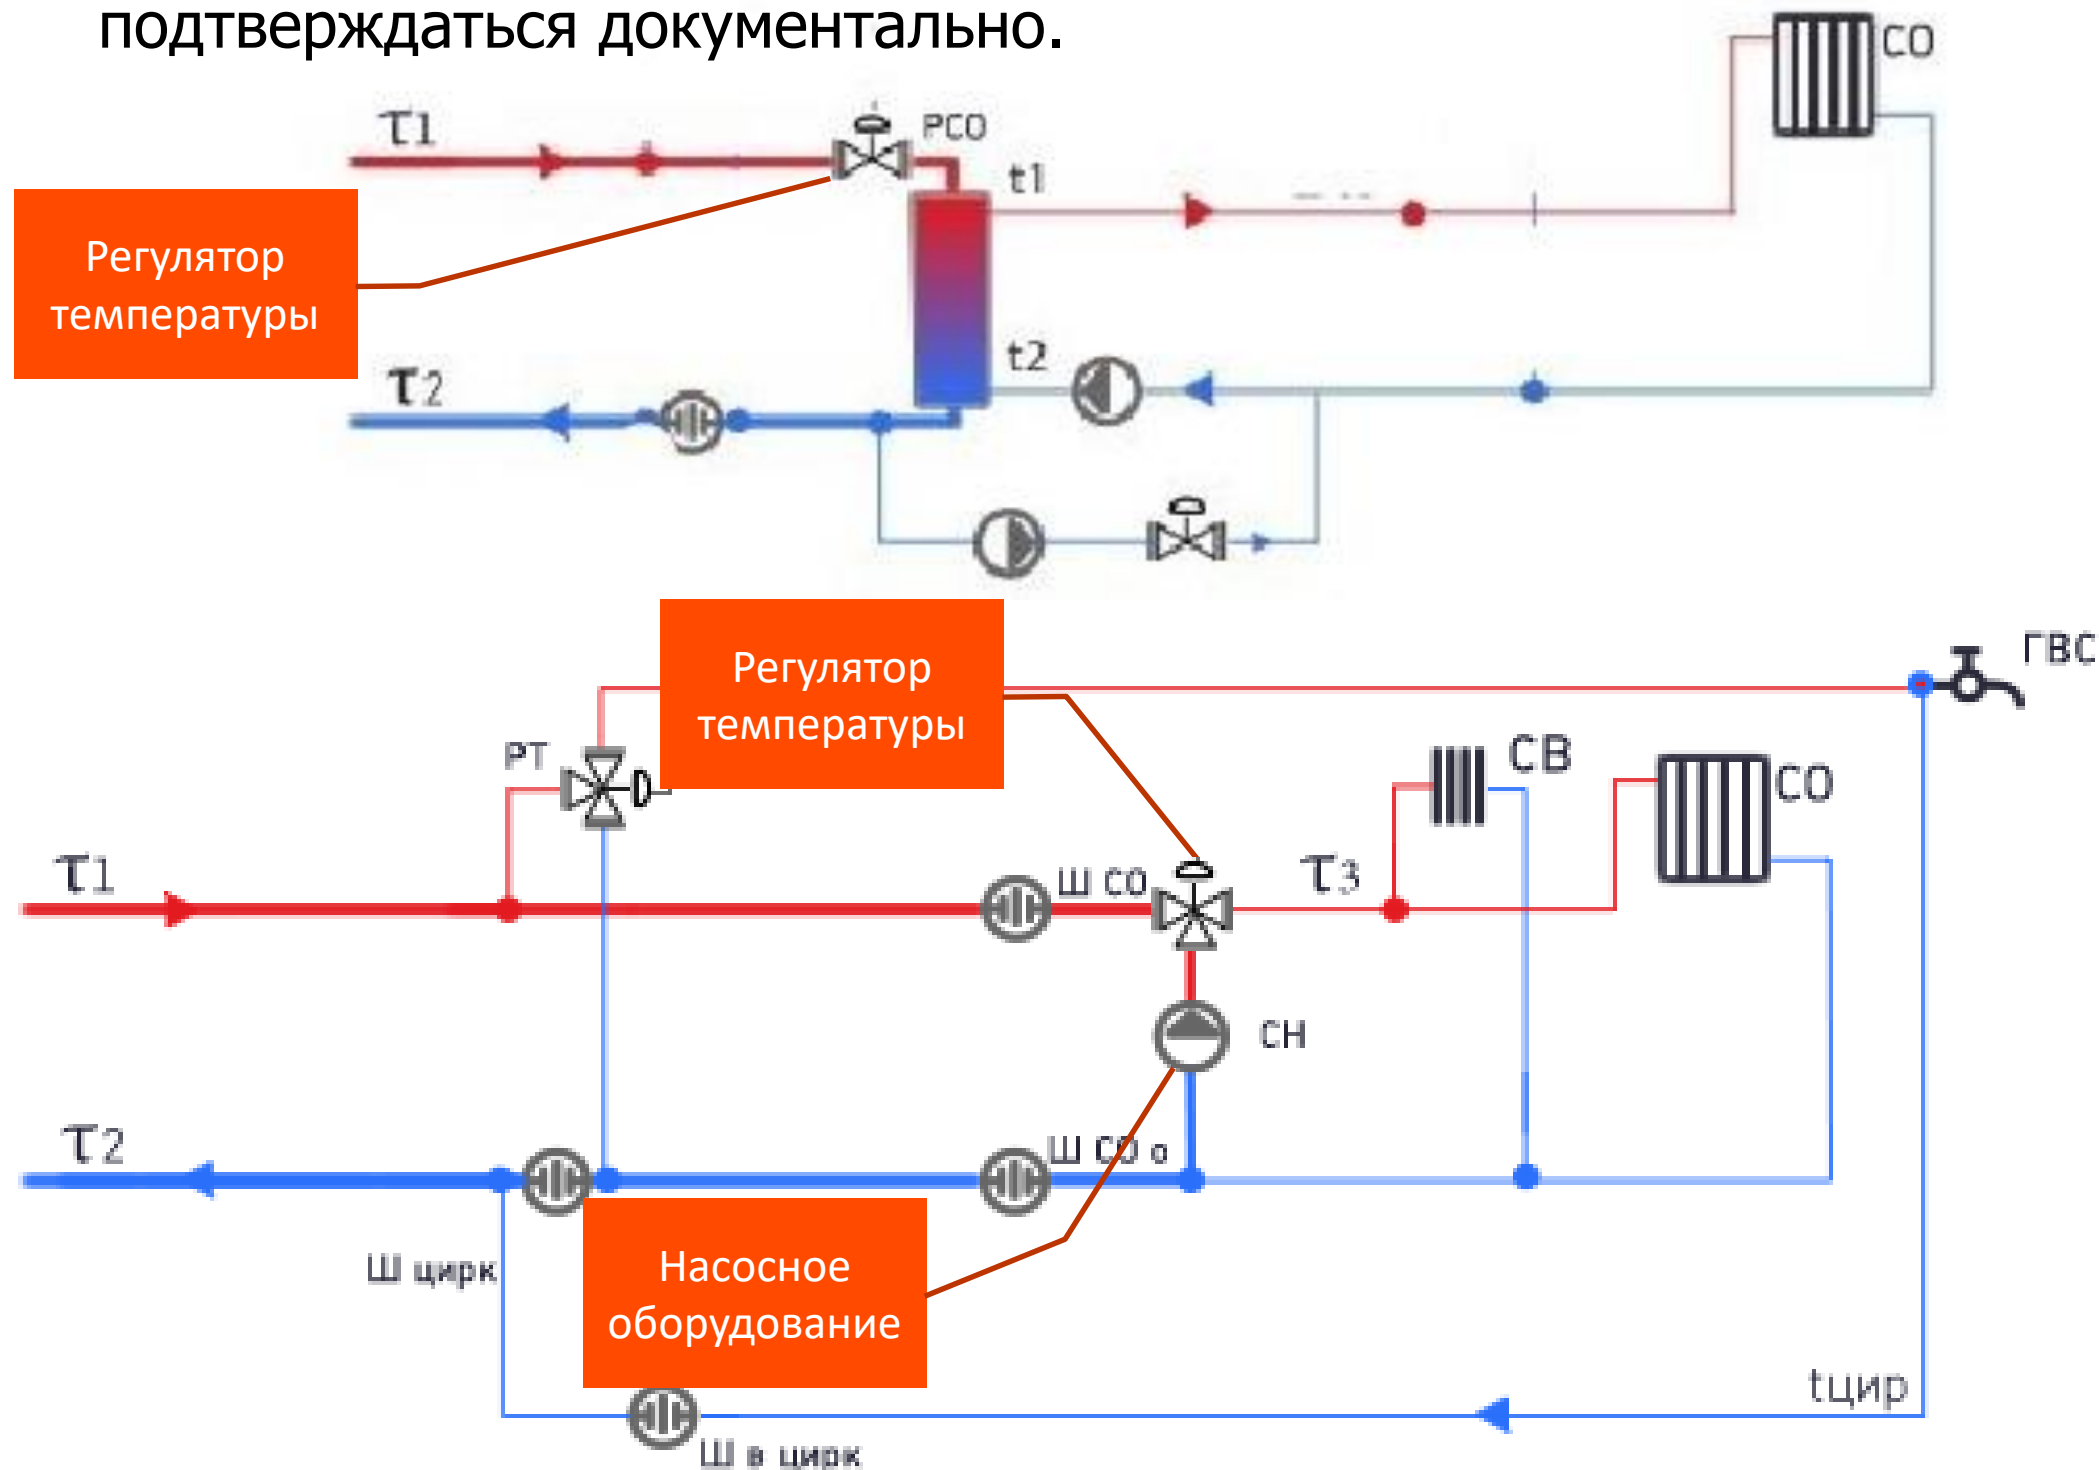 подтверждаться документально.
СО
τ1
РСО
t1
Регулятор
температуры
t2
τ2
ГВС
Регулятор
температуры
РТ
СВ
СО
τ1
Ш СО
τ3
СН
τ2
Ш СО о
Ш цирк
Насосное
оборудование
tцир
Ш в цирк